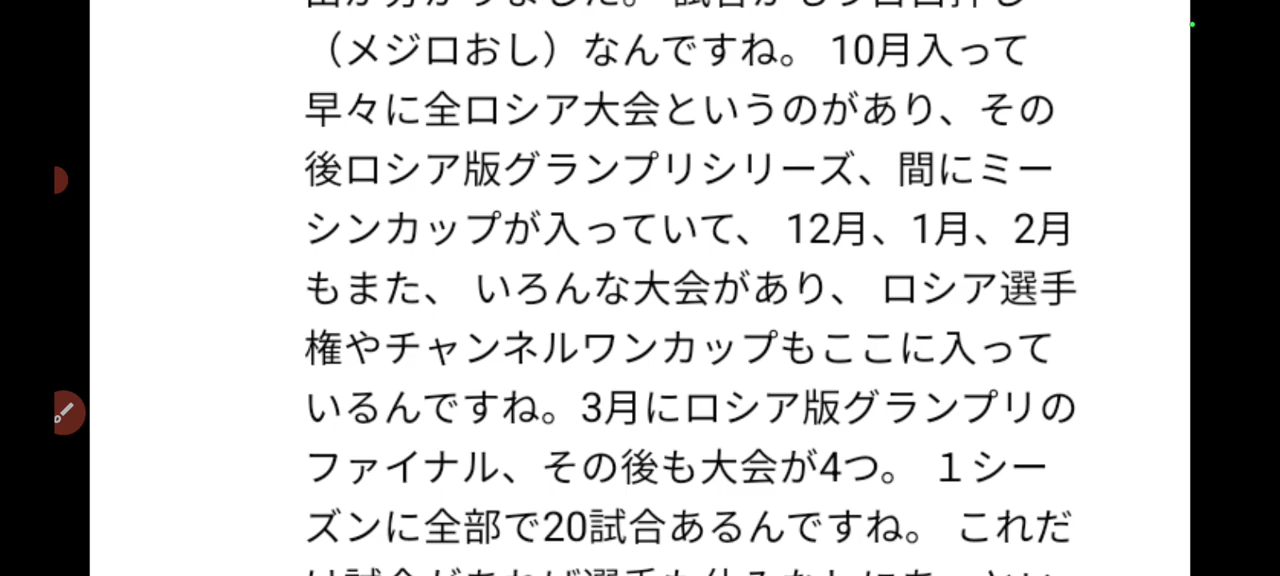 （メジロおし）なんですね。 10月入って
早々に全ロシア大会というのがあり、その
後ロシア版グランプリシリーズ、間にミー
シンカップが入っていて、 12月、1月、2月
もまた、 いろんな大会があり、 ロシア選手
権やチャンネルワンカップもここに入って
いるんですね。3月にロシア版グランプリの
ファイナル、その後も大会が4つ。 １シー
ズンに全部で20試合あるんですね。 これだ